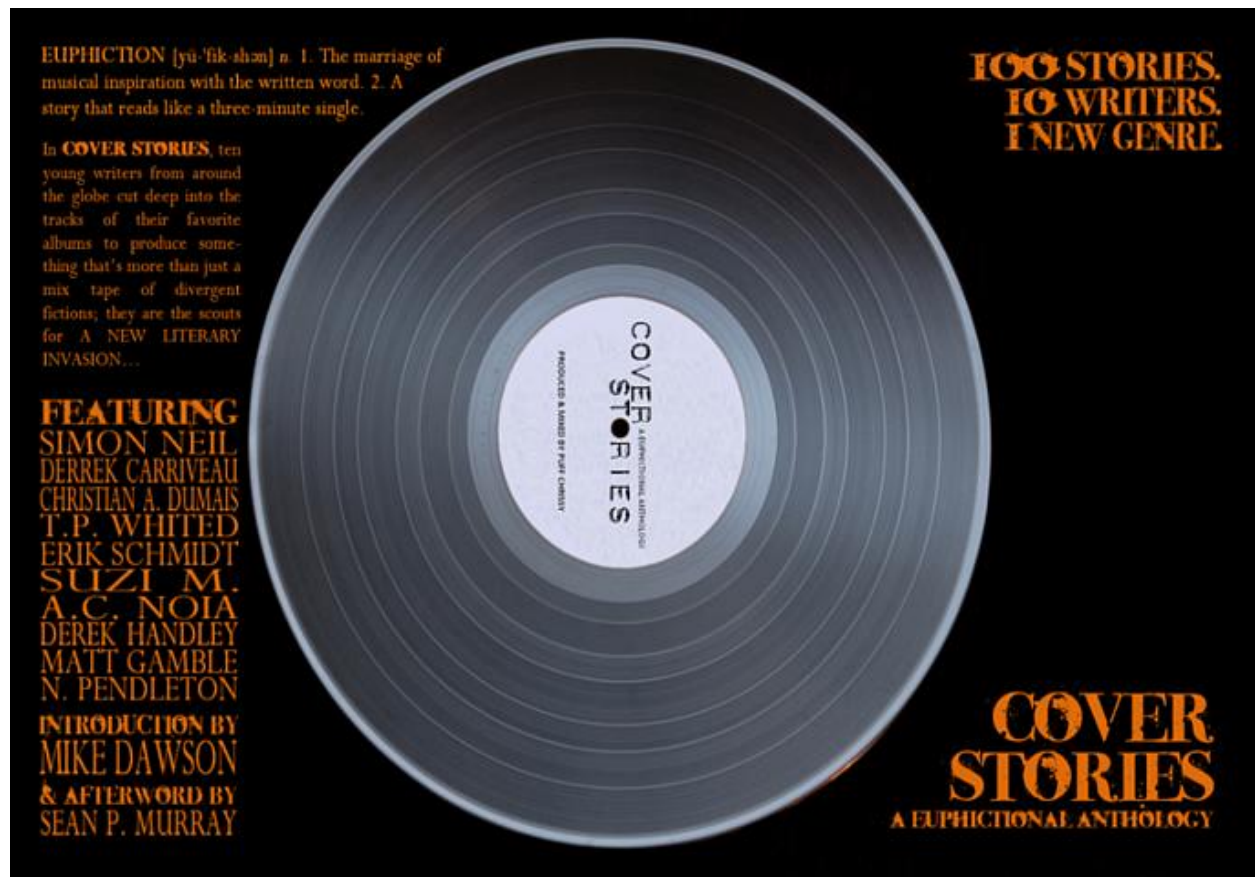 EUPHICTION [yü-'fik-shən] n. 1. The marriage of
musical inspiration with the written word. 2. A
story that reads like a three-minute single.
In COVER STORIES, ten
young writers from around
the globe cut deep into the
tracks of their favorite
albums to produce some-
thing that's more than just a
mix tape of divergent
fictions; they are the scouts
for A NEW LITERARY
INVASION...
FEATURING
SIMON NEIL
DERREK CARRIVEAU
CHRISTIAN A. DUMAIS
T.P. WHITED
ERIK SCHMIDT
SUZI M.
A.C. NOIA
DEREK HANDLEY
MATT GAMBLE
N. PENDLETON
INTRODUCTION BY
MIKE DAWSON
& AFTERWORD BY
SEAN P. MURRAY
COVER
STORIES
A EUPHICTIONAL ANTHOLOGY
PRODUCED & MIXED BY PUFF CHRISSY
100 STORIES.
10 WRITERS.
1 NEW GENRE.
COVER
STORIES
A EUPHICTIONAL ANTHOLOGY